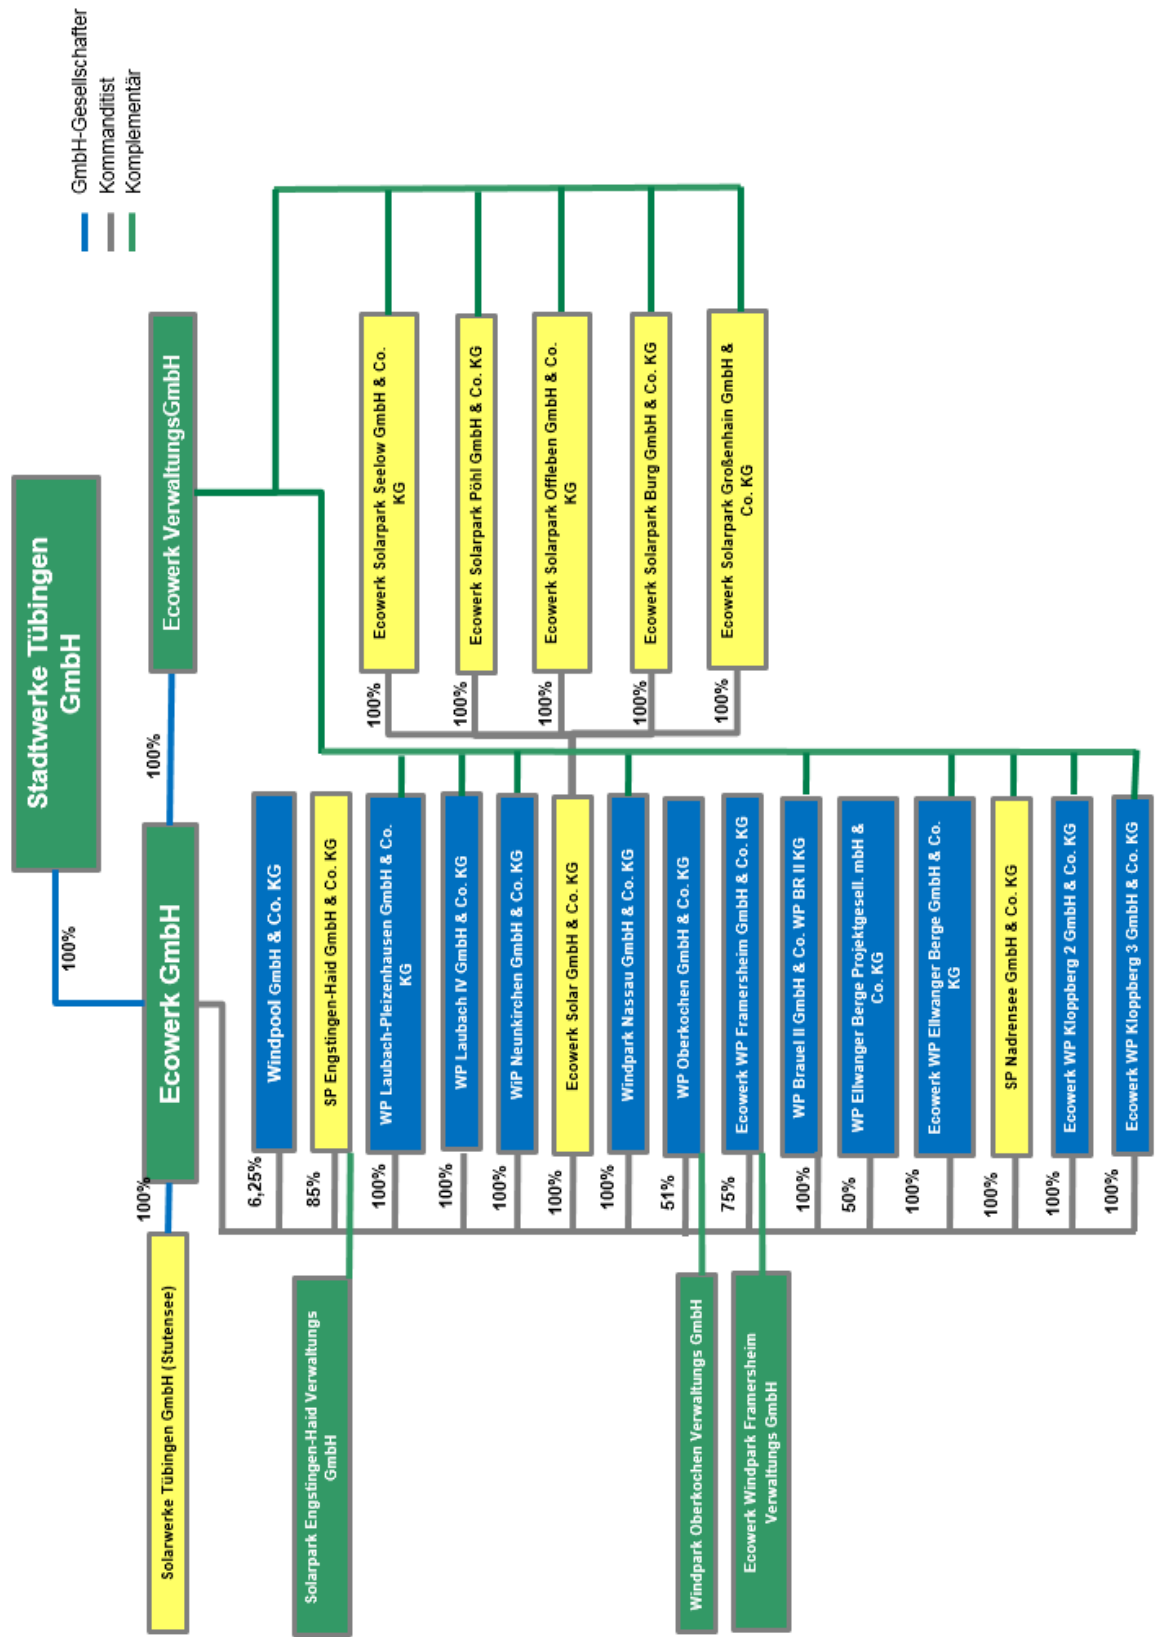 Stadtwerke Tübingen
GmbH
GmbH-Gesellschafter
Kommanditist
Komplementär
100%
Solarwerke Tübingen GmbH (Stutensee)
100%
Ecowerk GmbH
100%
Ecowerk VerwaltungsGmbH
6,25%
Windpool GmbH & Co. KG
Solarpark Engstingen-Haid Verwaltungs
GmbH
85%
SP Engstingen-Haid GmbH & Co. KG
100%
WP Laubach-Pleizenhausen GmbH & Co.
KG
100%
WP Laubach IV GmbH & Co. KG
100%
WiP Neunkirchen GmbH & Co. KG
100%
Ecowerk Solar GmbH & Co. KG
100%
Windpark Nassau GmbH & Co. KG
Windpark Oberkochen Verwaltungs GmbH
51%
WP Oberkochen GmbH & Co. KG
Ecowerk Windpark Framersheim
Verwaltungs GmbH
75%
Ecowerk WP Framersheim GmbH & Co. KG
100%
WP Brauel II GmbH & Co. WP BR II KG
50%
WP Ellwanger Berge Projektgesell. mbH &
Co. KG
100%
Ecowerk WP Ellwanger Berge GmbH & Co.
KG
100%
SP Nadrensee GmbH & Co. KG
100%
Ecowerk WP Kloppberg 2 GmbH & Co. KG
100%
Ecowerk WP Kloppberg 3 GmbH & Co. KG
100%
Ecowerk Solarpark Seelow GmbH & Co.
KG
100%
Ecowerk Solarpark Pöhl GmbH & Co. KG
100%
Ecowerk Solarpark Offleben GmbH & Co.
KG
100%
Ecowerk Solarpark Burg GmbH & Co. KG
100%
Ecowerk Solarpark Großenhain GmbH &
Co. KG